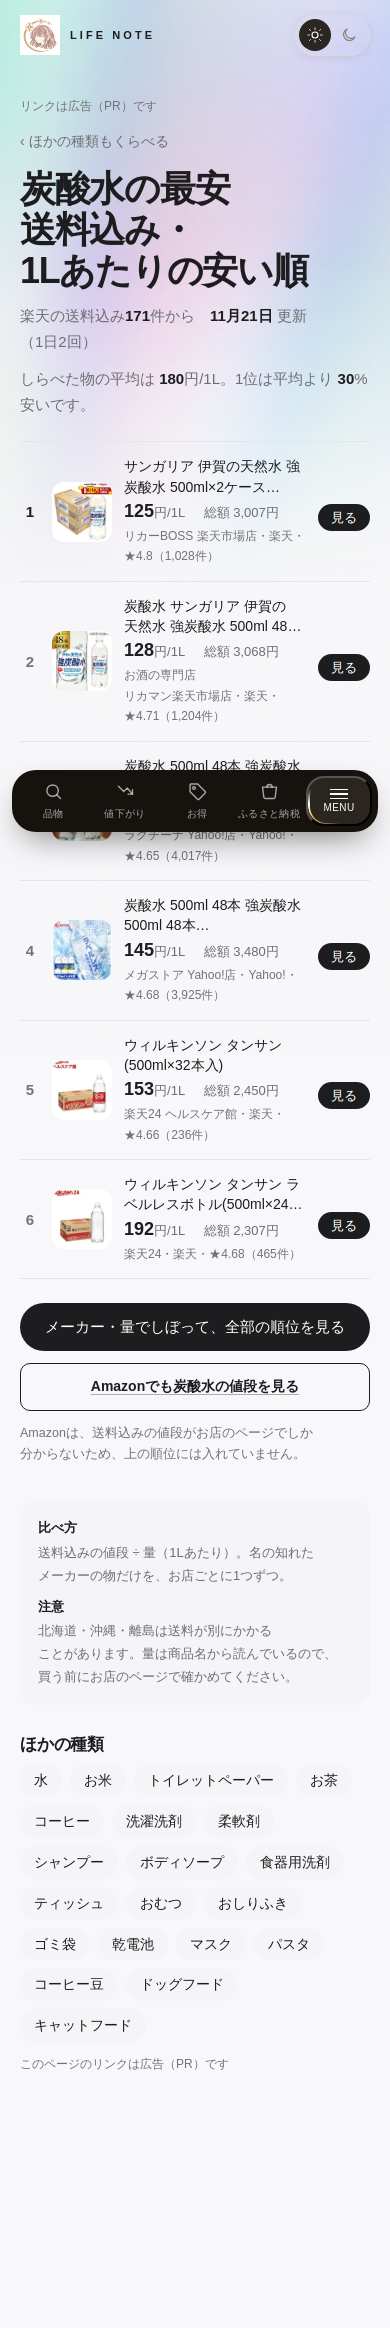 LIFE NOTE
リンクは広告（PR）です
‹ ほかの種類もくらべる
炭酸水の最安
送料込み・
1Lあたりの安い順
楽天の送料込み171件から　11月21日 更新
（1日2回）
しらべた物の平均は 180円/1L。1位は平均より 30%
安いです。
1
サンガリア 伊賀の天然水 強
炭酸水 500ml×2ケース…
125円/1L 総額 3,007円
リカーBOSS 楽天市場店・楽天・
★4.8（1,028件）
見る
2
炭酸水 サンガリア 伊賀の
天然水 強炭酸水 500ml 48…
128円/1L 総額 3,068円
お酒の専門店
リカマン楽天市場店・楽天・
★4.71（1,204件）
見る
炭酸水 500ml 48本 強炭酸水
品物
値下がり
お得
ふるさと納税
MENU
ラクチーナ Yahoo!店・Yahoo!・
★4.65（4,017件）
4
炭酸水 500ml 48本 強炭酸水
500ml 48本…
145円/1L 総額 3,480円
メガストア Yahoo!店・Yahoo!・
★4.68（3,925件）
見る
5
ウィルキンソン タンサン
(500ml×32本入)
153円/1L 総額 2,450円
楽天24 ヘルスケア館・楽天・
★4.66（236件）
見る
6
ウィルキンソン タンサン ラ
ベルレスボトル(500ml×24…
192円/1L 総額 2,307円
楽天24・楽天・★4.68（465件）
見る
メーカー・量でしぼって、全部の順位を見る
Amazonでも炭酸水の値段を見る
Amazonは、送料込みの値段がお店のページでしか
分からないため、上の順位には入れていません。
比べ方
送料込みの値段 ÷ 量（1Lあたり）。名の知れた
メーカーの物だけを、お店ごとに1つずつ。
注意
北海道・沖縄・離島は送料が別にかかる
ことがあります。量は商品名から読んでいるので、
買う前にお店のページで確かめてください。
ほかの種類
水 お米 トイレットペーパー お茶
コーヒー 洗濯洗剤 柔軟剤
シャンプー ボディソープ 食器用洗剤
ティッシュ おむつ おしりふき
ゴミ袋 乾電池 マスク パスタ
コーヒー豆 ドッグフード
キャットフード
このページのリンクは広告（PR）です